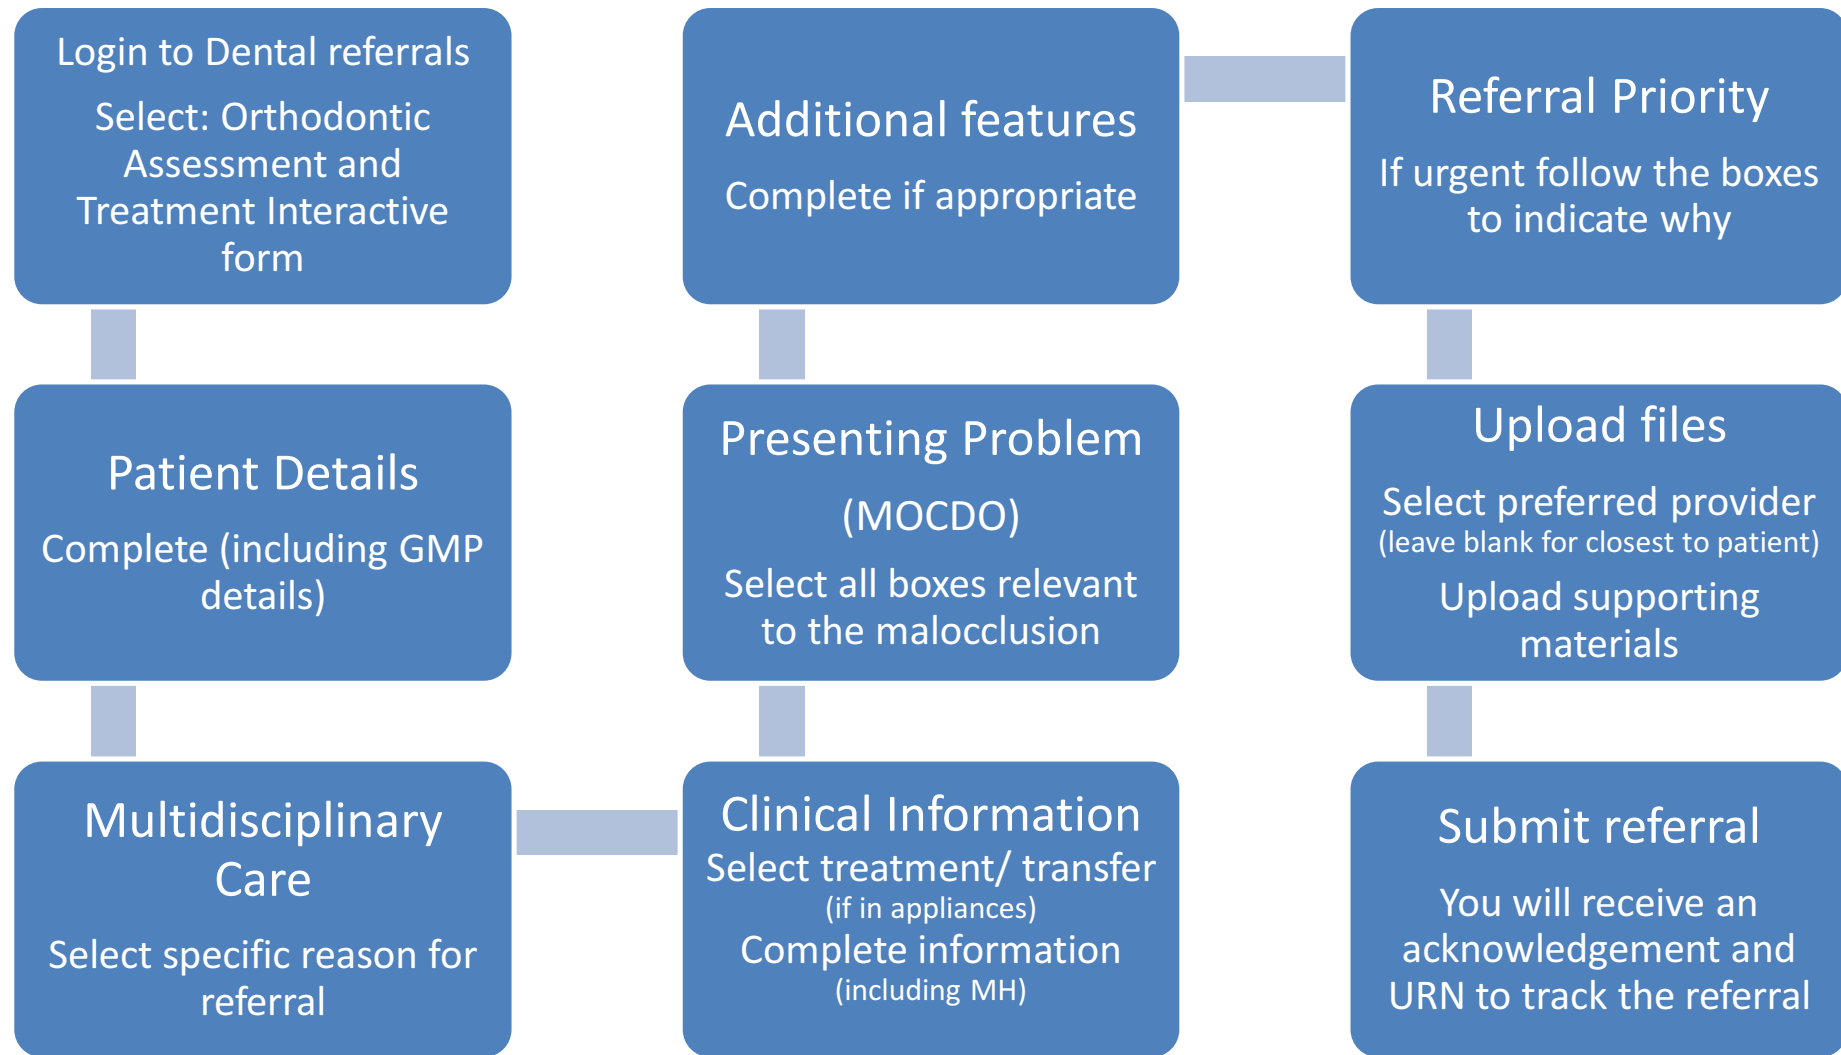 Login to Dental referrals
Select: Orthodontic
Assessment and
Treatment Interactive
form
Patient Details
Complete (including GMP
details)
Multidisciplinary
Care
Select specific reason for
referral
Clinical Information
Select treatment/ transfer
(if in appliances)
Complete information
(including MH)
Presenting Problem
(MOCDO)
Select all boxes relevant
to the malocclusion
Additional features
Complete if appropriate
Referral Priority
If urgent follow the boxes
to indicate why
Upload files
Select preferred provider
(leave blank for closest to patient)
Upload supporting
materials
Submit referral
You will receive an
acknowledgement and
URN to track the referral